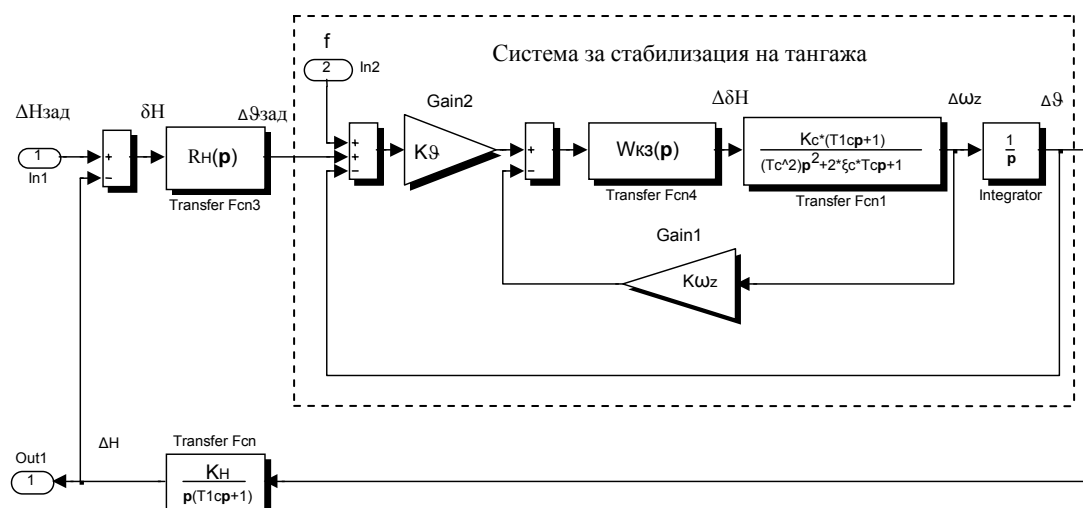 f
Система за стабилизация на тангажа
2
In2
Gain2
ΔHзад
δH
Δϑзад
ΔδH
Δωz
Δϑ
1
In1
+
−
RH(p)
Transfer Fcn3
+
+
−
Kϑ
+
−
Wкз(p)
Transfer Fcn4
Kc*(T1cp+1)
(Tc^2)p²+2*ξc*Tcp+1
Transfer Fcn1
1
p
Integrator
Gain1
Kωz
ΔH
Transfer Fcn
Out1
1
KH
p(T1cp+1)